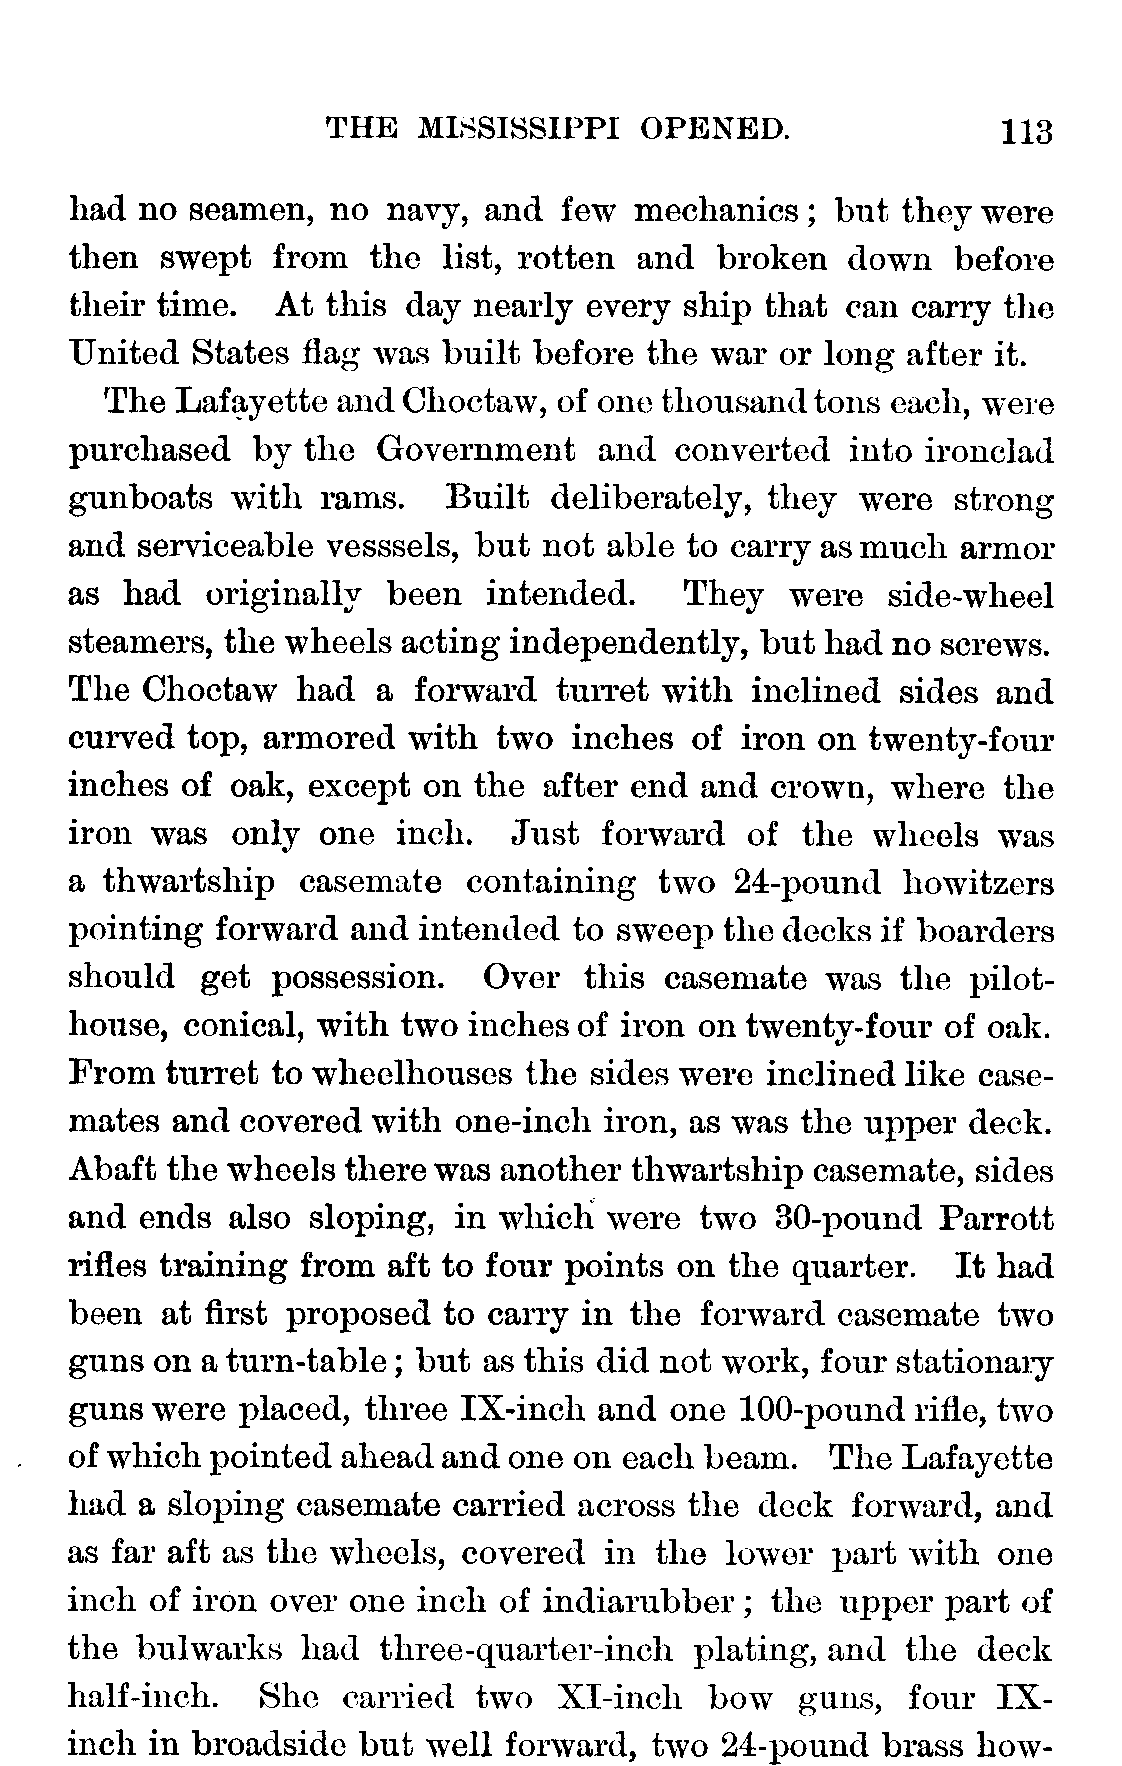 THE MISSISSIPPI OPENED. 113
had no seamen, no navy, and few mechanics; but they were
then swept from the list, rotten and broken down before
their time. At this day nearly every ship that can carry the
United States flag was built before the war or long after it.
The Lafayette and Choctaw, of one thousand tons each, were
purchased by the Government and converted into ironclad
gunboats with rams. Built deliberately, they were strong
and serviceable vesssels, but not able to carry as much armor
as had originally been intended. They were side-wheel
steamers, the wheels acting independently, but had no screws.
The Choctaw had a forward turret with inclined sides and
curved top, armored with two inches of iron on twenty-four
inches of oak, except on the after end and crown, where the
iron was only one inch. Just forward of the wheels was
a thwartship casemate containing two 24-pound howitzers
pointing forward and intended to sweep the decks if boarders
should get possession. Over this casemate was the pilot-
house, conical, with two inches of iron on twenty-four of oak.
From turret to wheelhouses the sides were inclined like case-
mates and covered with one-inch iron, as was the upper deck.
Abaft the wheels there was another thwartship casemate, sides
and ends also sloping, in which were two 30-pound Parrott
rifles training from aft to four points on the quarter. It had
been at first proposed to carry in the forward casemate two
guns on a turn-table; but as this did not work, four stationary
guns were placed, three IX-inch and one 100-pound rifle, two
of which pointed ahead and one on each beam. The Lafayette
had a sloping casemate carried across the deck forward, and
as far aft as the wheels, covered in the lower part with one
inch of iron over one inch of indiarubber; the upper part of
the bulwarks had three-quarter-inch plating, and the deck
half-inch. She carried two XI-inch bow guns, four IX-
inch in broadside but well forward, two 24-pound brass how-